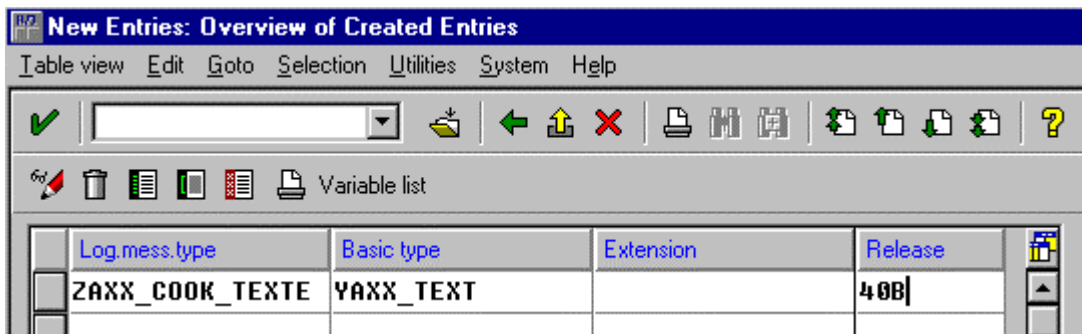 New Entries: Overview of Created Entries
Table view Edit Goto Selection Utilities System Help
Variable list
Log.mess.type Basic type Extension Release
ZAXX_COOK_TEXTE YAXX_TEXT 40B